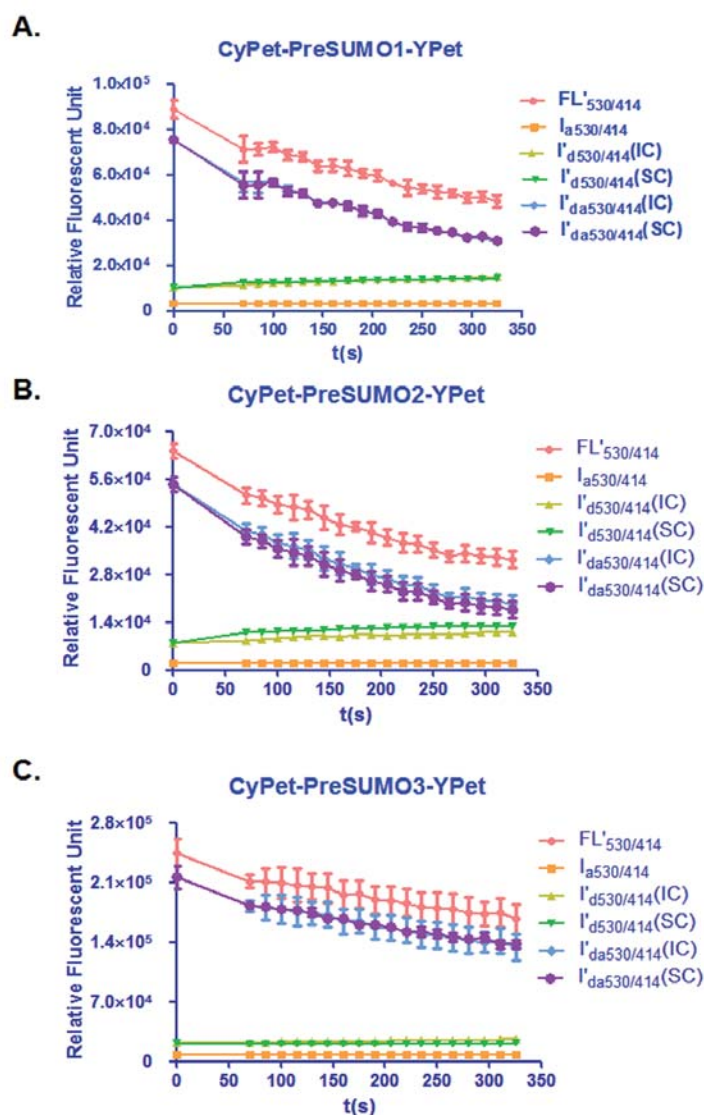 A.
CyPet-PreSUMO1-YPet
Relative Fluorescent Unit
1.0×10⁵
8.0×10⁴
6.0×10⁴
4.0×10⁴
2.0×10⁴
0
0 50 100 150 200 250 300 350
t(s)
FL'530/414
Ia530/414
I'd530/414(IC)
I'd530/414(SC)
I'da530/414(IC)
I'da530/414(SC)
B.
CyPet-PreSUMO2-YPet
Relative Fluorescent Unit
7.0×10⁴
5.6×10⁴
4.2×10⁴
2.8×10⁴
1.4×10⁴
0
0 50 100 150 200 250 300 350
t(s)
FL'530/414
Ia530/414
I'd530/414(IC)
I'd530/414(SC)
I'da530/414(IC)
I'da530/414(SC)
C.
CyPet-PreSUMO3-YPet
Relative Fluorescent Unit
2.8×10⁵
2.1×10⁵
1.4×10⁵
7.0×10⁴
0
0 50 100 150 200 250 300 350
t(s)
FL'530/414
Ia530/414
I'd530/414(IC)
I'd530/414(SC)
I'da530/414(IC)
I'da530/414(SC)